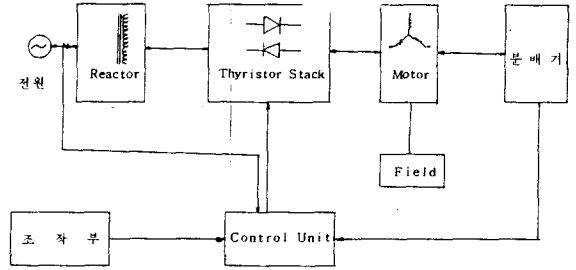 전원
Reactor
Thyristor Stack
Motor
분배기
Field
조작부
Control Unit